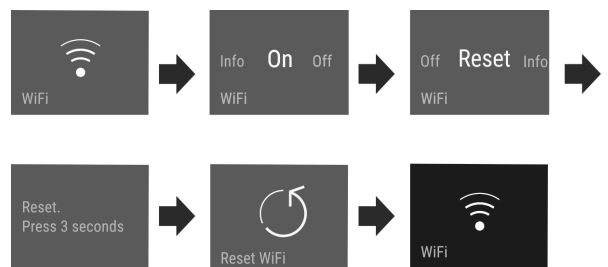 WiFi
Info On Off
WiFi
Off Reset Info
WiFi
Reset.
Press 3 seconds
Reset WiFi
WiFi